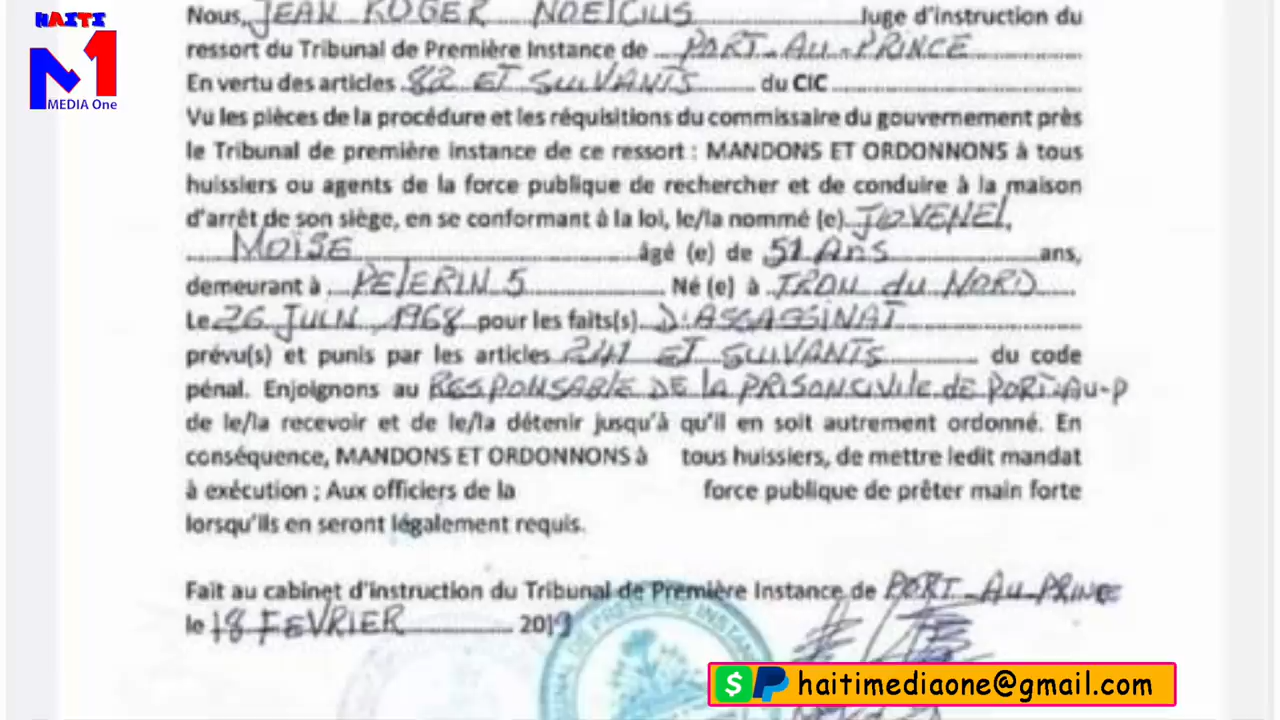 HAITI
M1
MEDIA One
Nous, JEAN ROGER NOELCIUS Juge d'instruction du
ressort du Tribunal de Première Instance de PORT-AU-PRINCE
En vertu des articles 82 ET SUIVANTS du CIC
Vu les pièces de la procédure et les réquisitions du commissaire du gouvernement près
le Tribunal de première instance de ce ressort : MANDONS ET ORDONNONS à tous
huissiers ou agents de la force publique de rechercher et de conduire à la maison
d'arrêt de son siège, en se conformant à la loi, le/la nommé (e) JOVENEL
MOÏSE âgé (e) de 51 Ans ans,
demeurant à PELERIN 5 Né (e) à TROU du NORD
Le 26 JUIN 1968 pour les faits(s) D'ASSASSINAT
prévu(s) et punis par les articles 241 ET SUIVANTS du code
pénal. Enjoignons au RESPONSABLE DE LA PRISON CIVILE de PORT-AU-P
de le/la recevoir et de le/la détenir jusqu'à qu'il en soit autrement ordonné. En
conséquence, MANDONS ET ORDONNONS à tous huissiers, de mettre ledit mandat
à exécution ; Aux officiers de la force publique de prêter main forte
lorsqu'ils en seront légalement requis.
Fait au cabinet d'instruction du Tribunal de Première Instance de PORT-AU-PRINCE
le 18 FEVRIER 2019
DE PREMIERE INSTAN
$ P haitimediaone@gmail.com